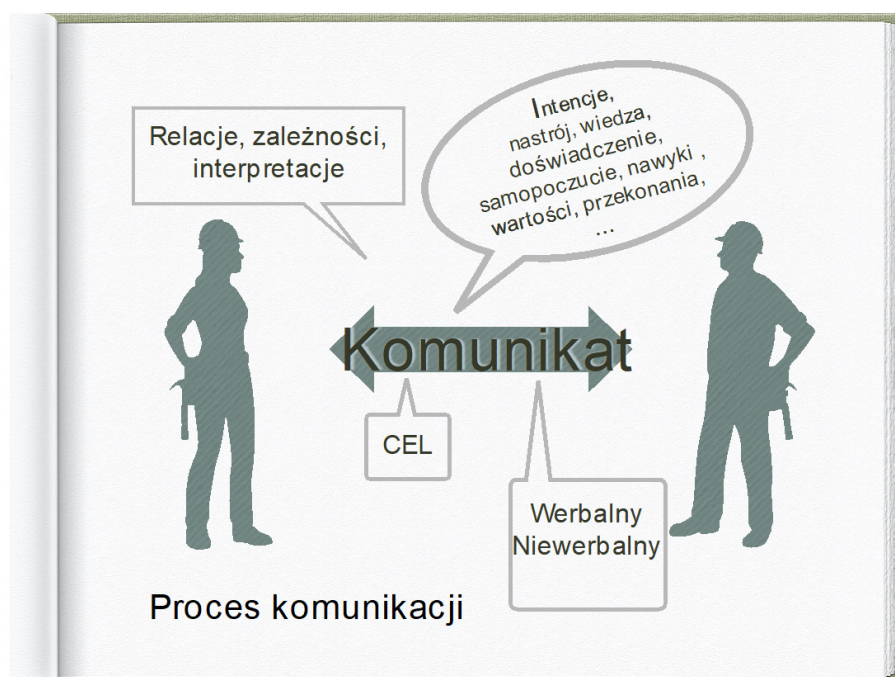 Relacje, zależności,
interpretacje
Intencje,
nastrój, wiedza,
doświadczenie,
samopoczucie, nawyki ,
wartości, przekonania,
...
Komunikat
CEL
Werbalny
Niewerbalny
Proces komunikacji